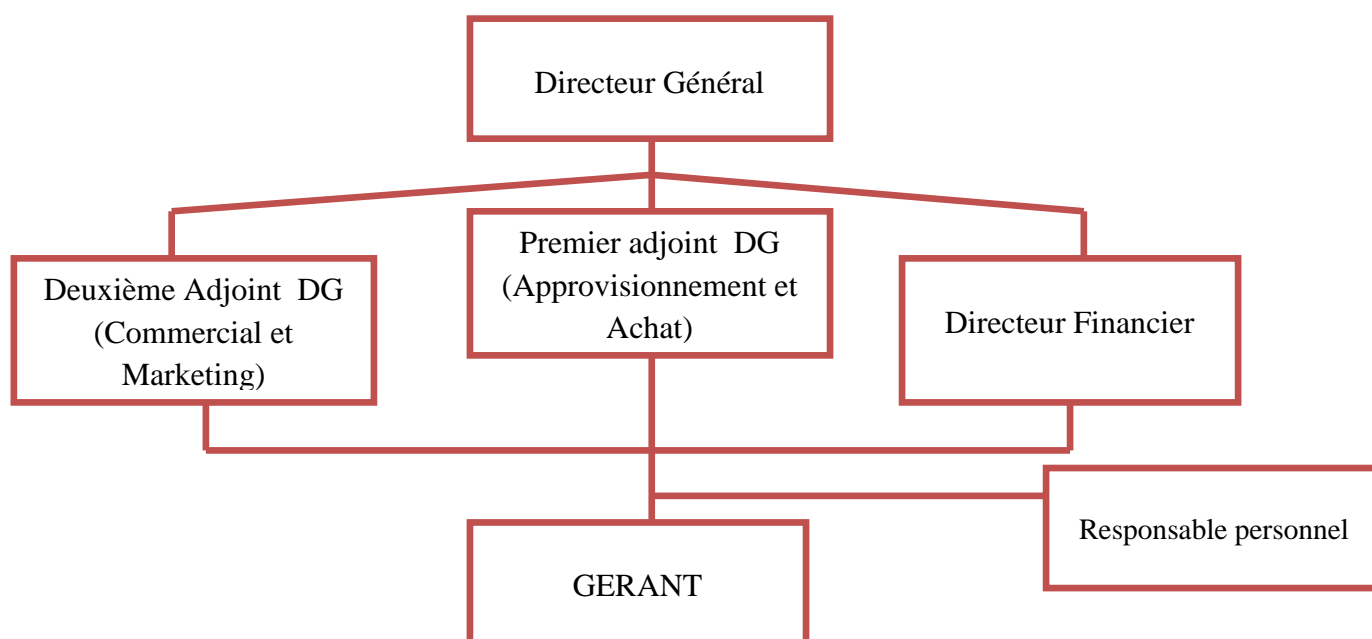 Directeur Général
Deuxième Adjoint DG
(Commercial et
Marketing)
Premier adjoint DG
(Approvisionnement et
Achat)
Directeur Financier
Responsable personnel
GERANT